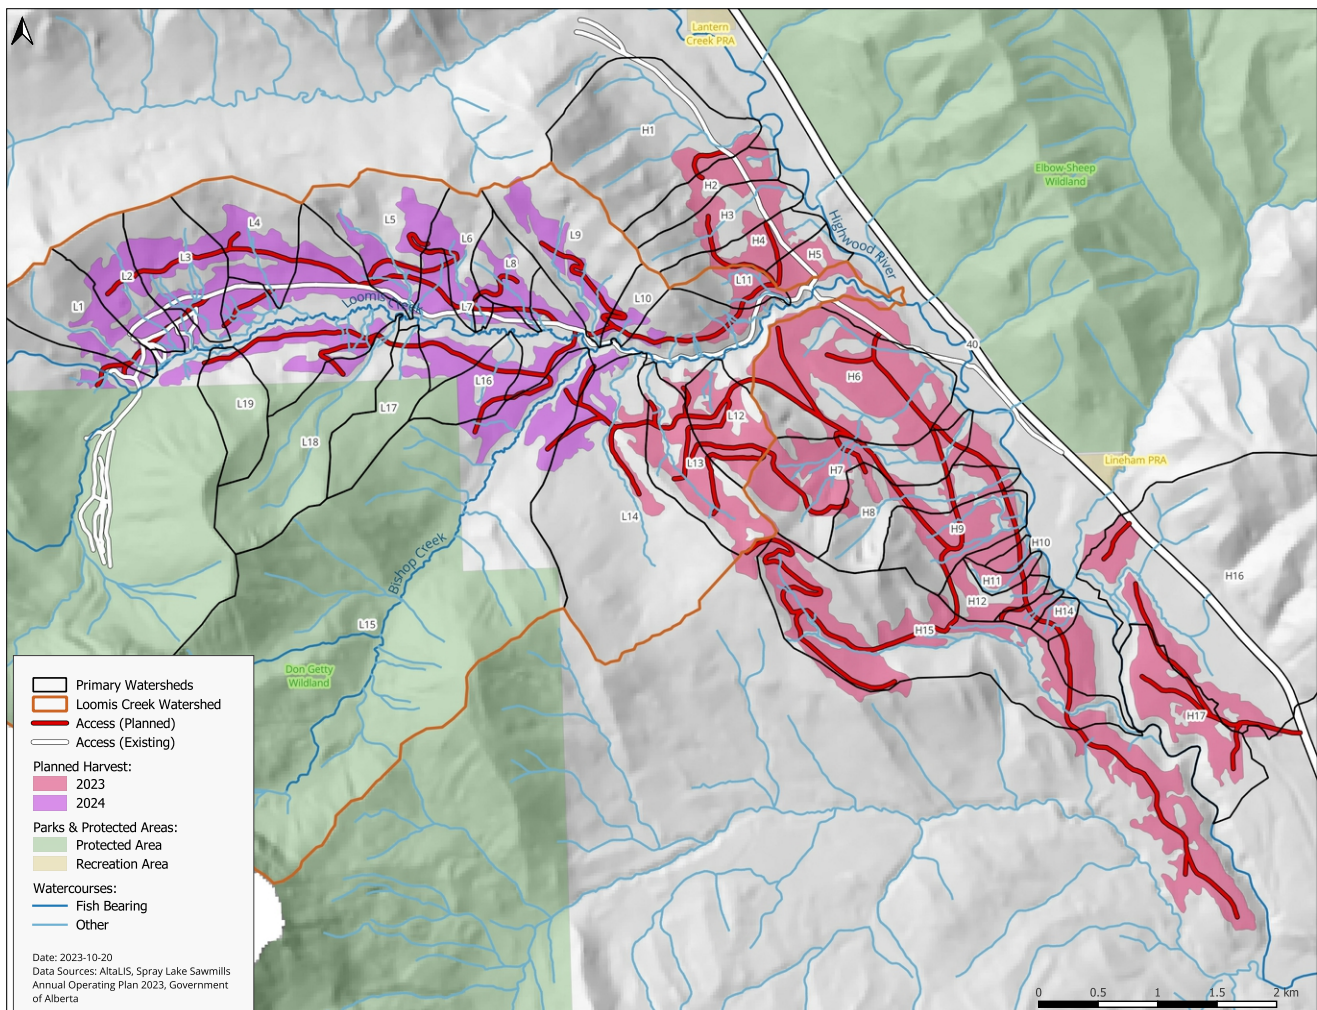 Lantern
Creek PRA
H1
Elbow-Sheep
Wildland
H2
H3
H4
H5
Highwood River
L4
L5
L6
L9
L3
L2
L8
L11
L1
L7
L10
Loomis Creek
40
H6
L16
L19
L17
L12
L18
L13
H7
Lineham PRA
L14
H8
H9
H10
Bishop Creek
H11
H16
H12
H14
L15
H15
Don Getty
Wildland
H17
Primary Watersheds
Loomis Creek Watershed
Access (Planned)
Access (Existing)
Planned Harvest:
2023
2024
Parks & Protected Areas:
Protected Area
Recreation Area
Watercourses:
Fish Bearing
Other
Date: 2023-10-20
Data Sources: AltaLIS, Spray Lake Sawmills
Annual Operating Plan 2023, Government
of Alberta
0 0.5 1 1.5 2 km